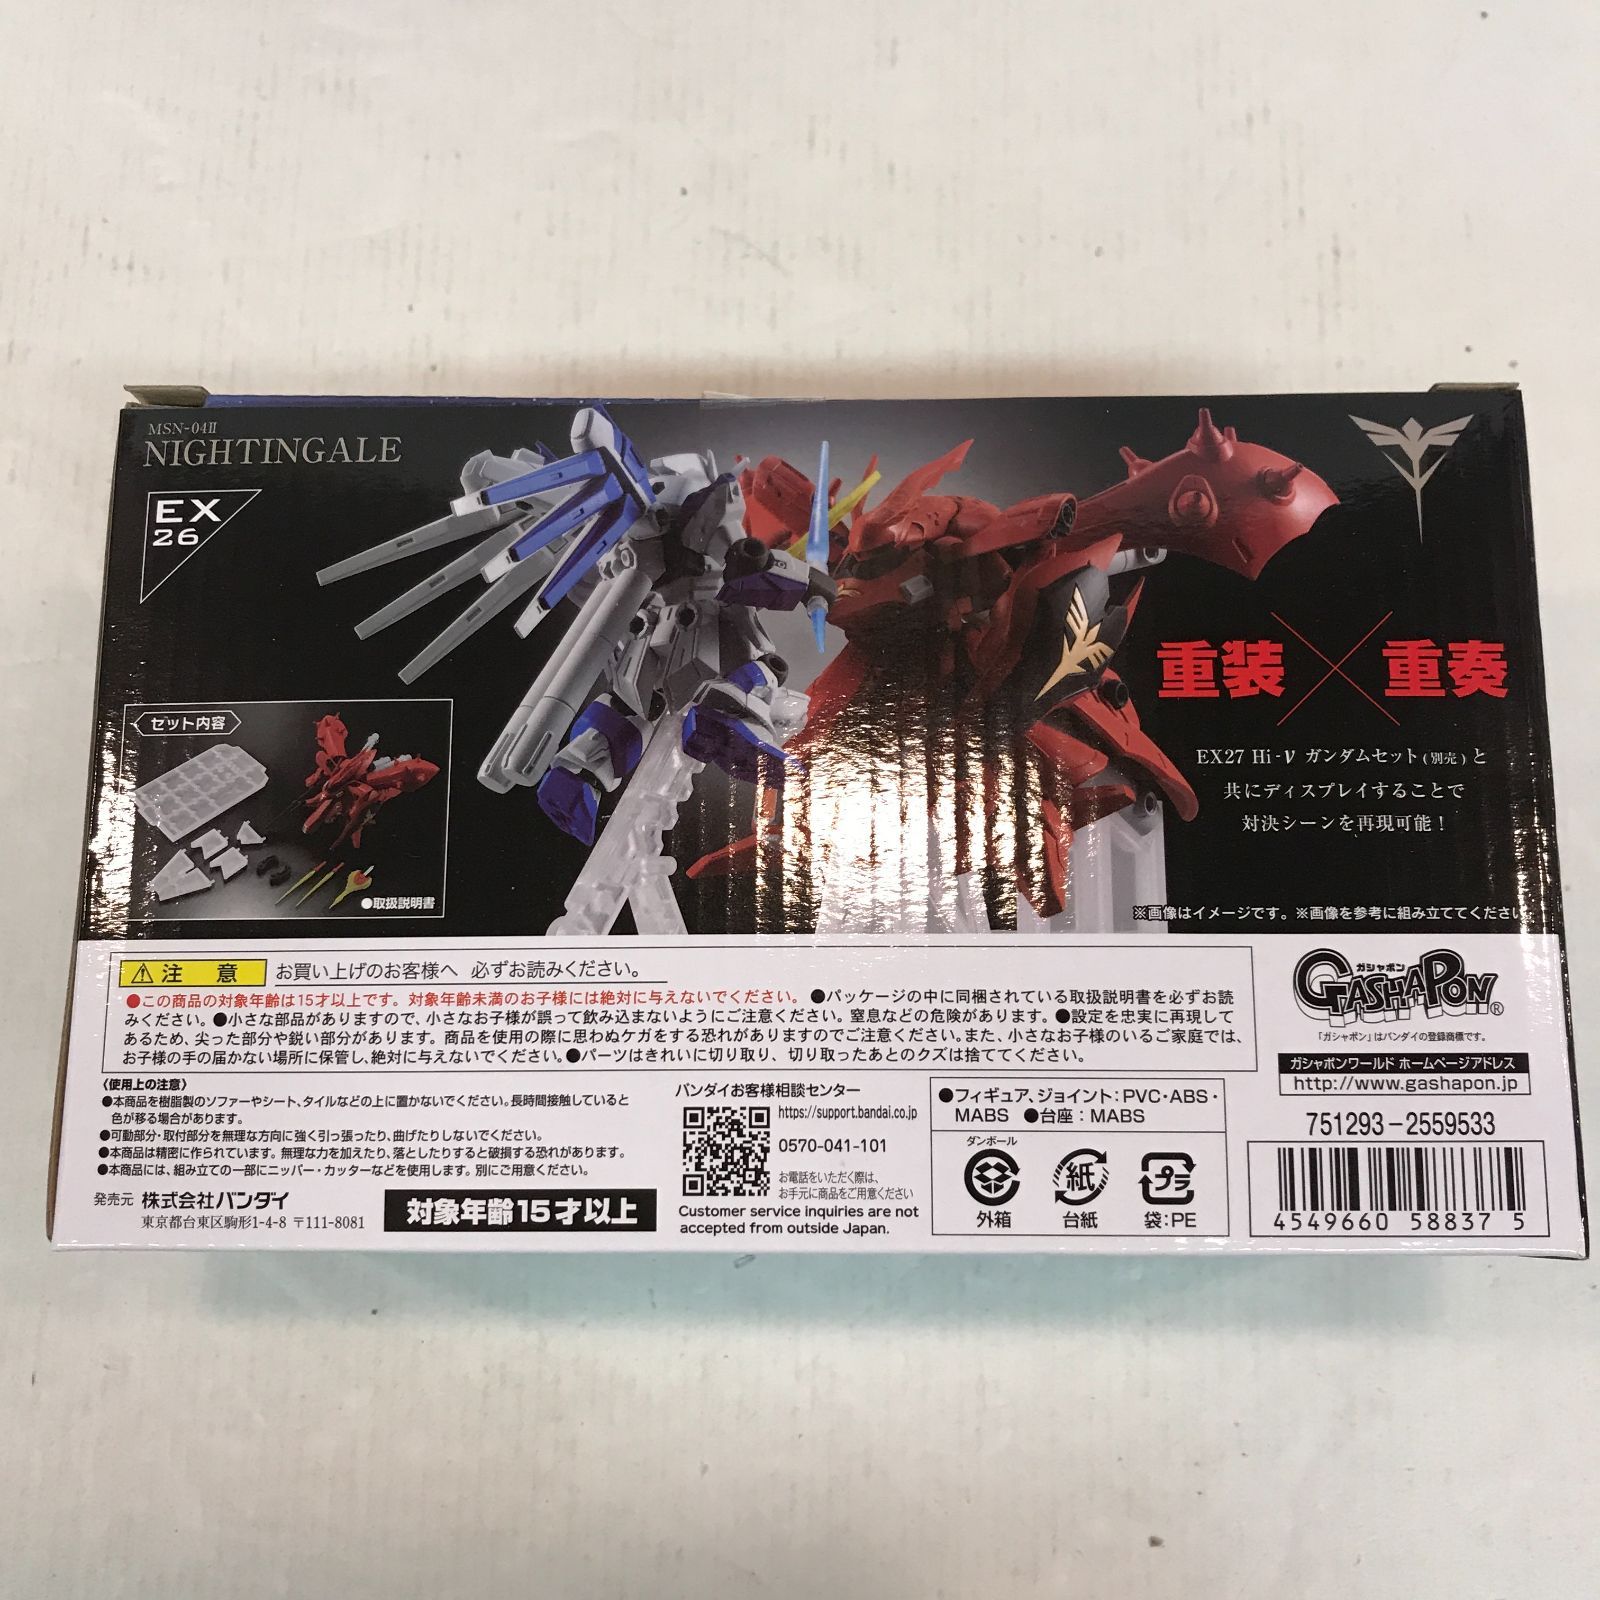 MSN-04II
NIGHTINGALE
EX
26
重装×重奏
EX27 Hi-ν ガンダムセット(別売)と
共にディスプレイすることで
対決シーンを再現可能!
セット内容
●取扱説明書
※画像はイメージです。※画像を参考に組み立ててください。
注 意 お買い上げのお客様へ 必ずお読みください。
●この商品の対象年齢は15才以上です。対象年齢未満のお子様には絶対に与えないでください。●パッケージの中に同梱されている取扱説明書を必ずお読
みください。●小さな部品がありますので、小さなお子様が誤って飲み込まないようにご注意ください。窒息などの危険があります。●設定を忠実に再現して
あるため、尖った部分や鋭い部分があります。商品を使用の際に思わぬケガをする恐れがありますのでご注意ください。また、小さなお子様のいるご家庭では、
お子様の手の届かない場所に保管し、絶対に与えないでください。●パーツはきれいに切り取り、切り取ったあとのクズは捨ててください。
〈使用上の注意〉
●本商品を樹脂製のソファーやシート、タイルなどの上に置かないでください。長時間接触していると
色が移る場合があります。
●可動部分・取付部分を無理な方向に強く引っ張ったり、曲げたりしないでください。
●本商品は精密に作られています。無理な力を加えたり、落としたりすると破損する恐れがあります。
●本商品には、組み立ての一部にニッパー・カッターなどを使用します。別にご用意ください。
発売元 株式会社バンダイ
東京都台東区駒形1-4-8 〒111-8081
対象年齢15才以上
バンダイお客様相談センター
https://support.bandai.co.jp
0570-041-101
お電話をいただく際は、
お手元に商品をご用意ください
Customer service inquiries are not
accepted from outside Japan.
●フィギュア、ジョイント:PVC・ABS・
MABS ●台座:MABS
ダンボール
外箱
紙
台紙
プラ
袋:PE
ガシャポン
GASHAPON®
「ガシャポン」はバンダイの登録商標です。
ガシャポンワールド ホームページアドレス
http://www.gashapon.jp
751293-2559533
4549660 58837 5